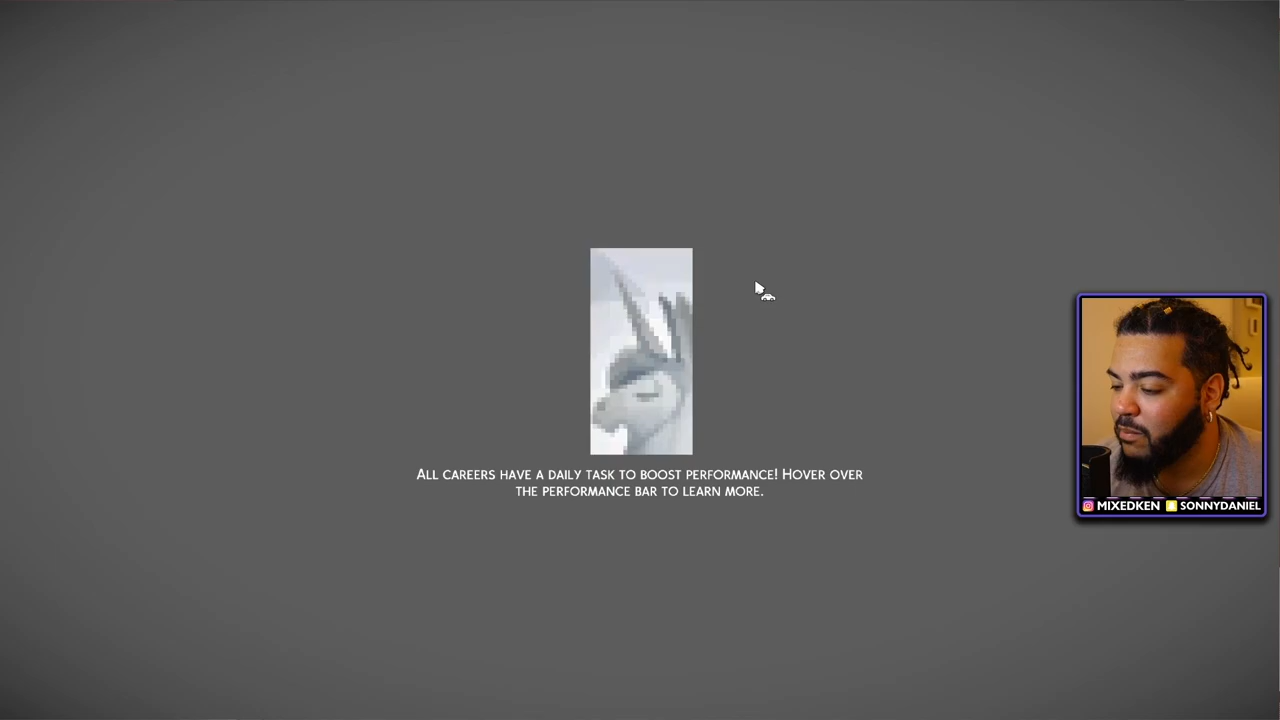 ALL CAREERS HAVE A DAILY TASK TO BOOST PERFORMANCE! HOVER OVER
THE PERFORMANCE BAR TO LEARN MORE.
MIXEDKEN SONNYDANIEL